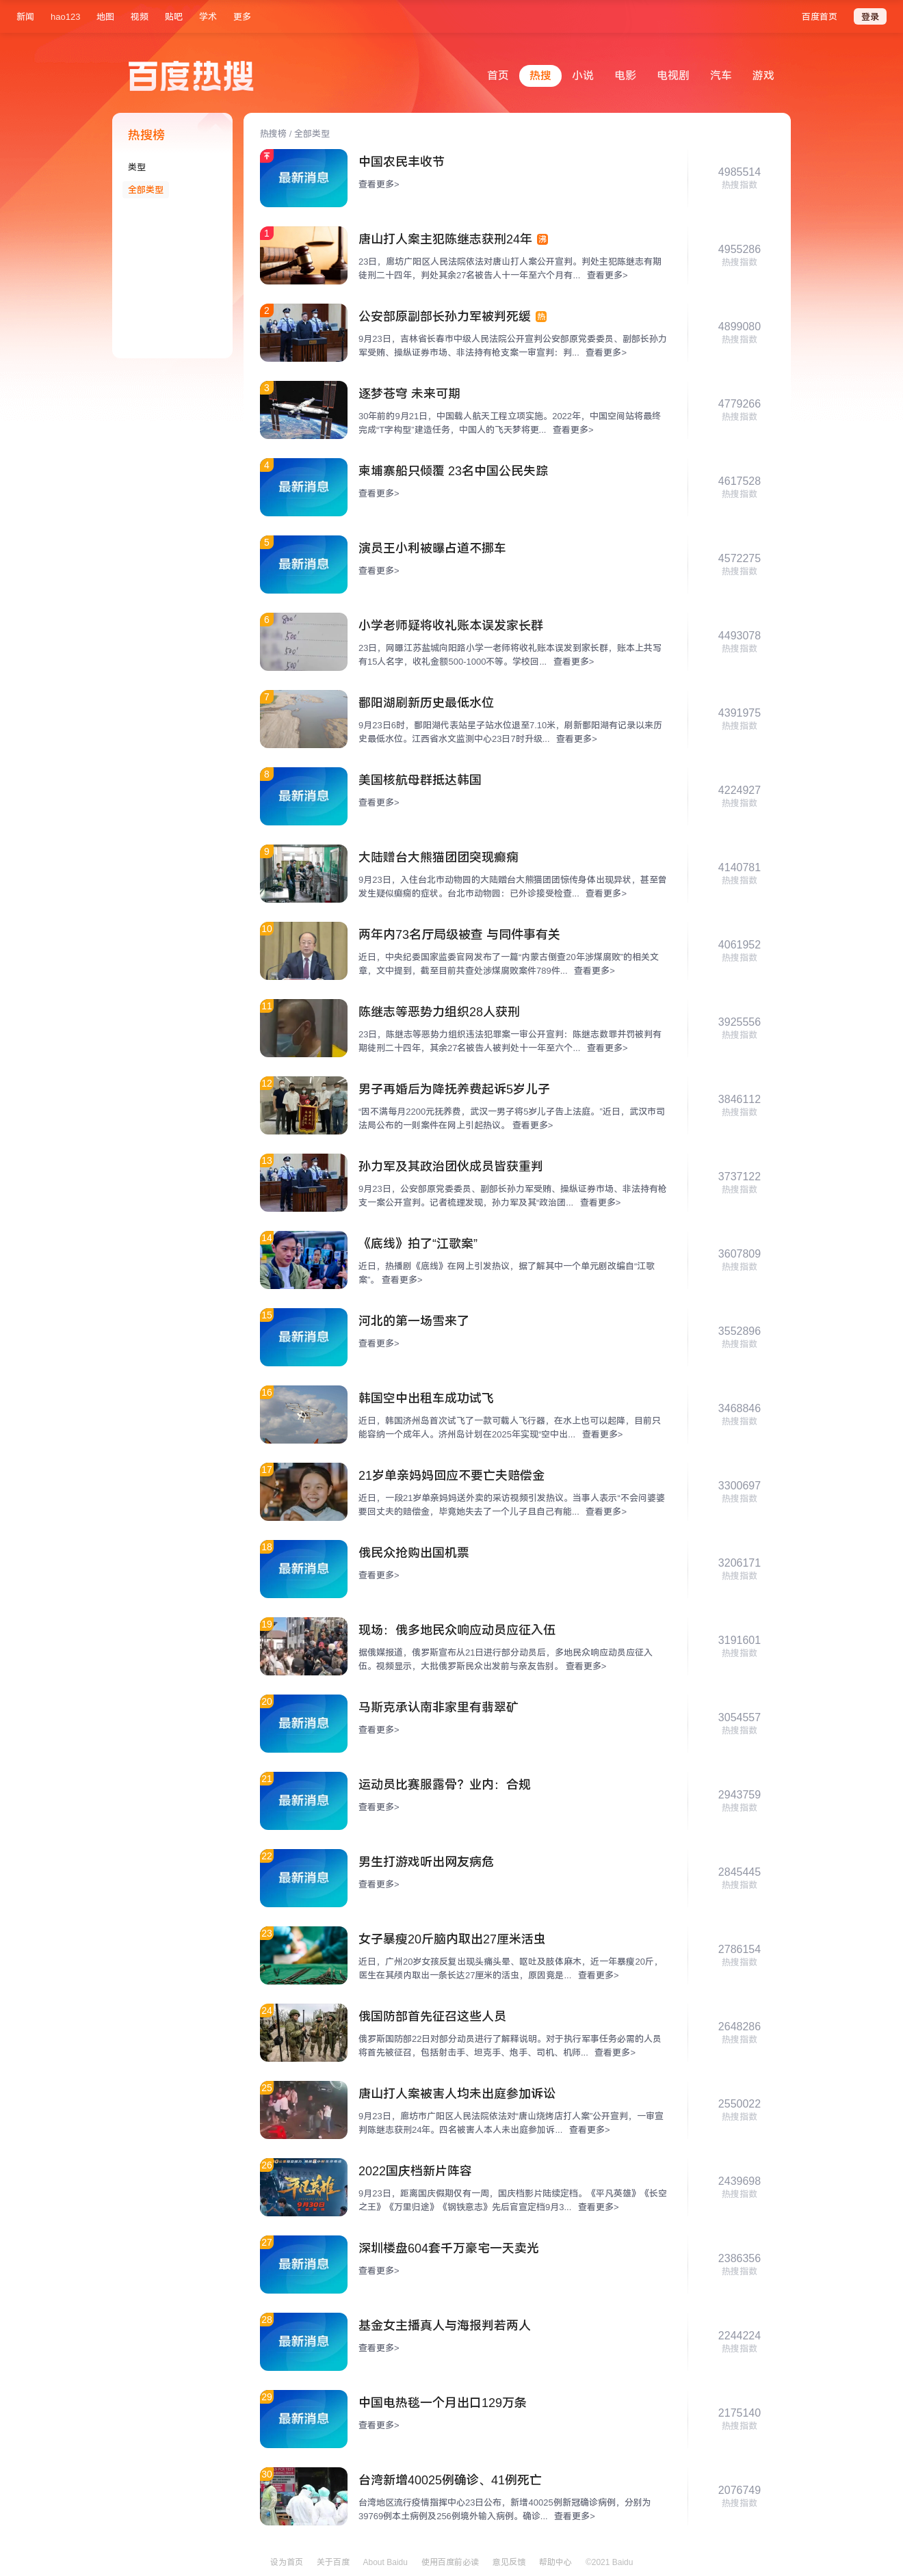 新闻 hao123 地图 视频 贴吧 学术 更多 百度首页 登录
百度热搜
首页 热搜 小说 电影 电视剧 汽车 游戏
热搜榜
类型
全部类型
热搜榜 / 全部类型
最新消息
中国农民丰收节
查看更多>
4985514
热搜指数
1
唐山打人案主犯陈继志获刑24年 沸
23日，廊坊广阳区人民法院依法对唐山打人案公开宣判。判处主犯陈继志有期
徒刑二十四年，判处其余27名被告人十一年至六个月有... 查看更多>
4955286
热搜指数
2
公安部原副部长孙力军被判死缓 热
9月23日，吉林省长春市中级人民法院公开宣判公安部原党委委员、副部长孙力
军受贿、操纵证券市场、非法持有枪支案一审宣判：判... 查看更多>
4899080
热搜指数
3
逐梦苍穹 未来可期
30年前的9月21日，中国载人航天工程立项实施。2022年，中国空间站将最终
完成“T字构型”建造任务，中国人的飞天梦将更... 查看更多>
4779266
热搜指数
4
最新消息
柬埔寨船只倾覆 23名中国公民失踪
查看更多>
4617528
热搜指数
5
最新消息
演员王小利被曝占道不挪车
查看更多>
4572275
热搜指数
6
小学老师疑将收礼账本误发家长群
23日，网曝江苏盐城向阳路小学一老师将收礼账本误发到家长群，账本上共写
有15人名字，收礼金额500-1000不等。学校回... 查看更多>
4493078
热搜指数
7
鄱阳湖刷新历史最低水位
9月23日6时，鄱阳湖代表站星子站水位退至7.10米，刷新鄱阳湖有记录以来历
史最低水位。江西省水文监测中心23日7时升级... 查看更多>
4391975
热搜指数
8
最新消息
美国核航母群抵达韩国
查看更多>
4224927
热搜指数
9
大陆赠台大熊猫团团突现癫痫
9月23日，入住台北市动物园的大陆赠台大熊猫团团惊传身体出现异状，甚至曾
发生疑似癫痫的症状。台北市动物园：已外诊接受检查... 查看更多>
4140781
热搜指数
10
两年内73名厅局级被查 与同件事有关
近日，中央纪委国家监委官网发布了一篇“内蒙古倒查20年涉煤腐败”的相关文
章，文中提到，截至目前共查处涉煤腐败案件789件... 查看更多>
4061952
热搜指数
11
陈继志等恶势力组织28人获刑
23日，陈继志等恶势力组织违法犯罪案一审公开宣判：陈继志数罪并罚被判有
期徒刑二十四年，其余27名被告人被判处十一年至六个... 查看更多>
3925556
热搜指数
12
男子再婚后为降抚养费起诉5岁儿子
“因不满每月2200元抚养费，武汉一男子将5岁儿子告上法庭。”近日，武汉市司
法局公布的一则案件在网上引起热议。 查看更多>
3846112
热搜指数
13
孙力军及其政治团伙成员皆获重判
9月23日，公安部原党委委员、副部长孙力军受贿、操纵证券市场、非法持有枪
支一案公开宣判。记者梳理发现，孙力军及其“政治团... 查看更多>
3737122
热搜指数
14
《底线》拍了“江歌案”
近日，热播剧《底线》在网上引发热议，据了解其中一个单元剧改编自“江歌
案”。 查看更多>
3607809
热搜指数
15
最新消息
河北的第一场雪来了
查看更多>
3552896
热搜指数
16
韩国空中出租车成功试飞
近日，韩国济州岛首次试飞了一款可载人飞行器，在水上也可以起降，目前只
能容纳一个成年人。济州岛计划在2025年实现“空中出... 查看更多>
3468846
热搜指数
17
21岁单亲妈妈回应不要亡夫赔偿金
近日，一段21岁单亲妈妈送外卖的采访视频引发热议。当事人表示“不会问婆婆
要回丈夫的赔偿金，毕竟她失去了一个儿子且自己有能... 查看更多>
3300697
热搜指数
18
最新消息
俄民众抢购出国机票
查看更多>
3206171
热搜指数
19
现场：俄多地民众响应动员应征入伍
据俄媒报道，俄罗斯宣布从21日进行部分动员后，多地民众响应动员应征入
伍。视频显示，大批俄罗斯民众出发前与亲友告别。 查看更多>
3191601
热搜指数
20
最新消息
马斯克承认南非家里有翡翠矿
查看更多>
3054557
热搜指数
21
最新消息
运动员比赛服露骨？业内：合规
查看更多>
2943759
热搜指数
22
最新消息
男生打游戏听出网友病危
查看更多>
2845445
热搜指数
23
女子暴瘦20斤脑内取出27厘米活虫
近日，广州20岁女孩反复出现头痛头晕、呕吐及肢体麻木，近一年暴瘦20斤，
医生在其颅内取出一条长达27厘米的活虫，原因竟是... 查看更多>
2786154
热搜指数
24
俄国防部首先征召这些人员
俄罗斯国防部22日对部分动员进行了解释说明。对于执行军事任务必需的人员
将首先被征召，包括射击手、坦克手、炮手、司机、机师... 查看更多>
2648286
热搜指数
25
唐山打人案被害人均未出庭参加诉讼
9月23日，廊坊市广阳区人民法院依法对“唐山烧烤店打人案”公开宣判，一审宣
判陈继志获刑24年。四名被害人本人未出庭参加诉... 查看更多>
2550022
热搜指数
26
平凡英雄
9月30日
2022国庆档新片阵容
9月23日，距离国庆假期仅有一周，国庆档影片陆续定档。《平凡英雄》《长空
之王》《万里归途》《钢铁意志》先后官宣定档9月3... 查看更多>
2439698
热搜指数
27
最新消息
深圳楼盘604套千万豪宅一天卖光
查看更多>
2386356
热搜指数
28
最新消息
基金女主播真人与海报判若两人
查看更多>
2244224
热搜指数
29
最新消息
中国电热毯一个月出口129万条
查看更多>
2175140
热搜指数
30
台湾新增40025例确诊、41例死亡
台湾地区流行疫情指挥中心23日公布，新增40025例新冠确诊病例，分别为
39769例本土病例及256例境外输入病例。确诊... 查看更多>
2076749
热搜指数
设为首页 关于百度 About Baidu 使用百度前必读 意见反馈 帮助中心 ©2021 Baidu